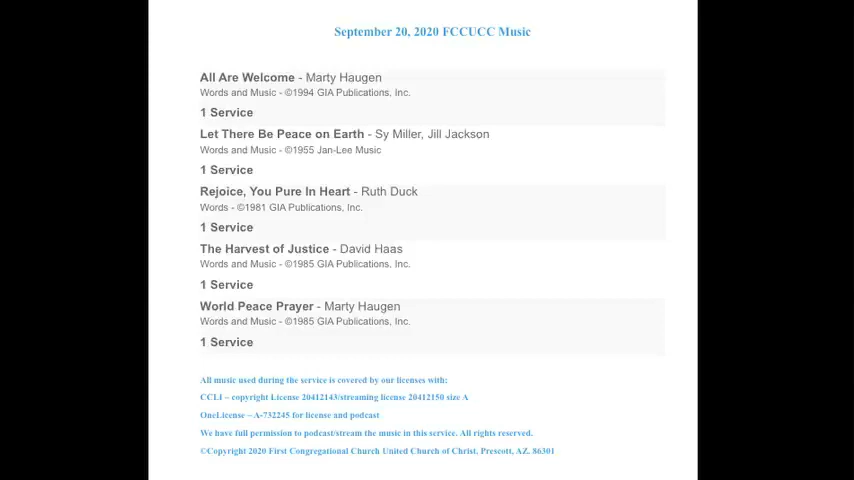 September 20, 2020 FCCUCC Music
All Are Welcome - Marty Haugen
Words and Music - ©1994 GIA Publications, Inc.
1 Service
Let There Be Peace on Earth - Sy Miller, Jill Jackson
Words and Music - ©1955 Jan-Lee Music
1 Service
Rejoice, You Pure In Heart - Ruth Duck
Words - ©1981 GIA Publications, Inc.
1 Service
The Harvest of Justice - David Haas
Words and Music - ©1985 GIA Publications, Inc.
1 Service
World Peace Prayer - Marty Haugen
Words and Music - ©1985 GIA Publications, Inc.
1 Service
All music used during the service is covered by our licenses with:
CCLI – copyright License 20412143/streaming license 20412150 size A
OneLicense – A-732245 for license and podcast
We have full permission to podcast/stream the music in this service. All rights reserved.
©Copyright 2020 First Congregational Church United Church of Christ. Prescott, AZ. 86301